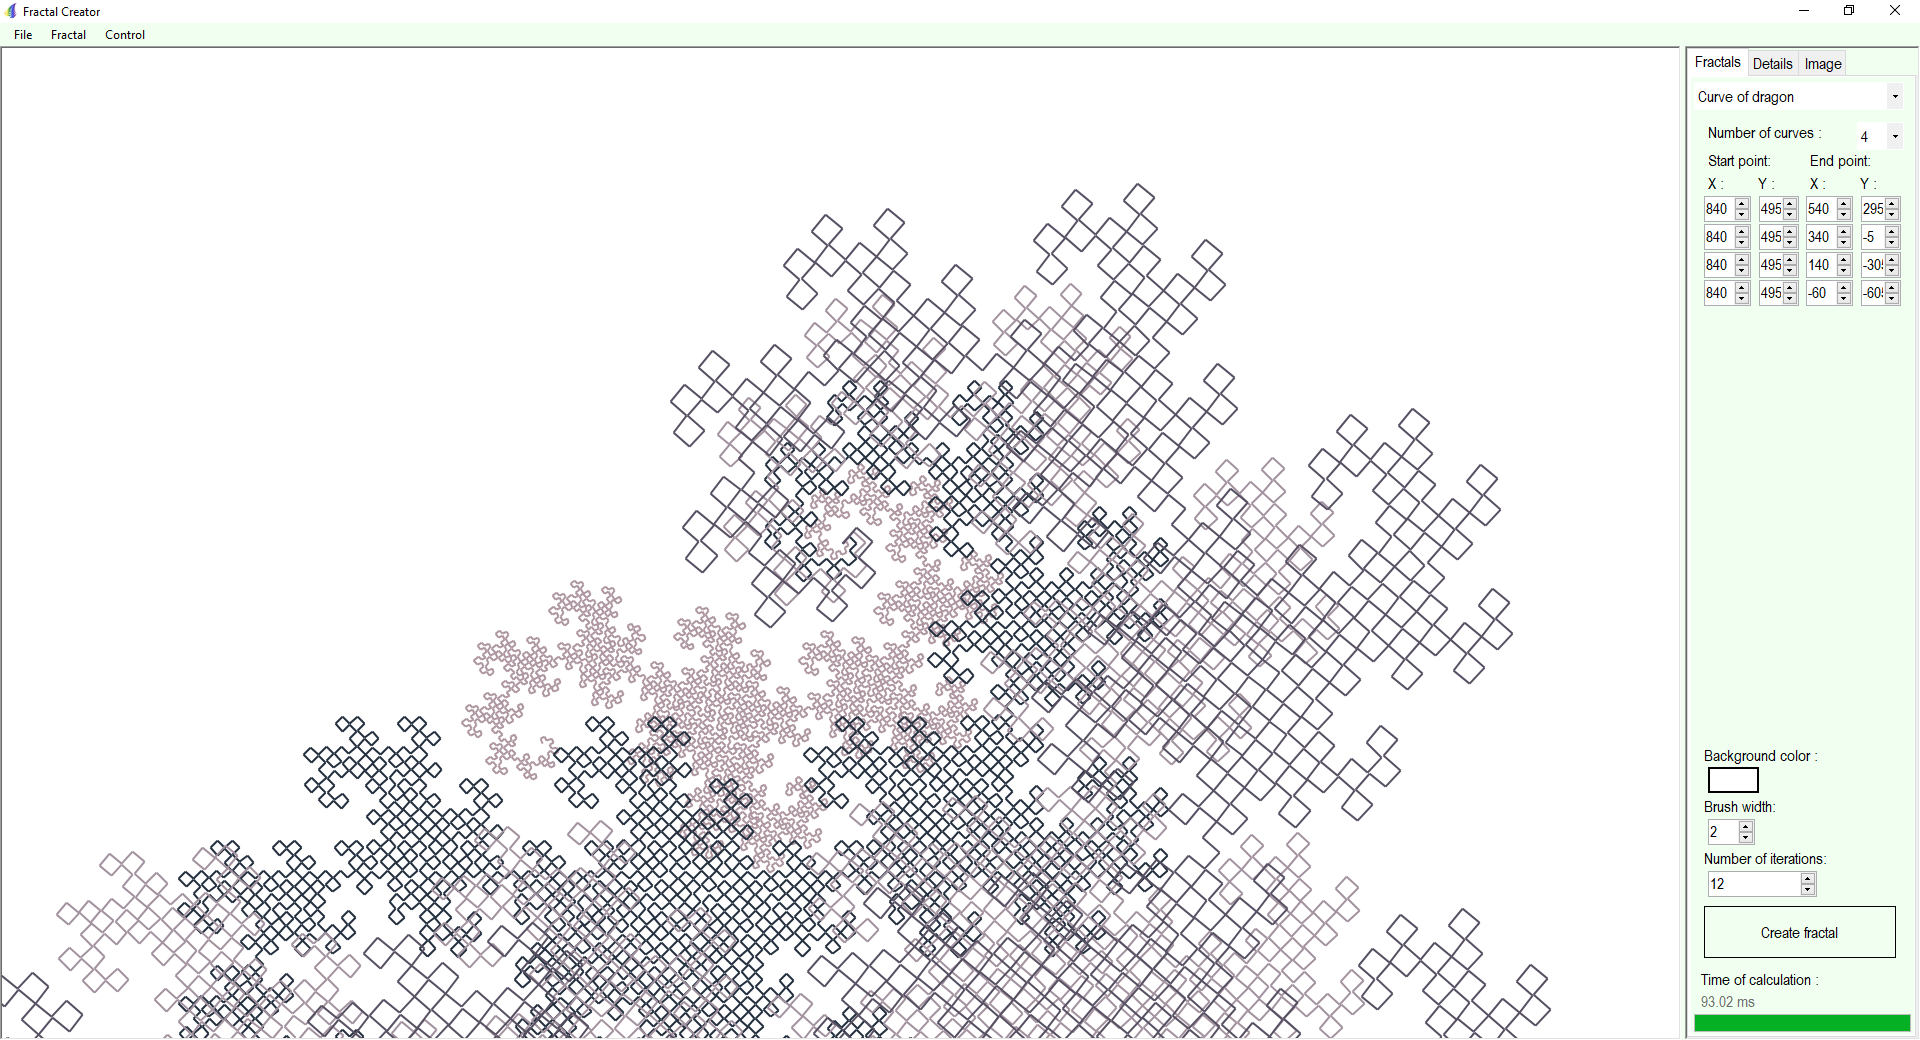 Fractal Creator
File Fractal Control
Fractals Details Image
Curve of dragon
Number of curves : 4
Start point: End point:
X : Y : X : Y :
840 495 540 295
840 495 340 -5
840 495 140
840 495 -60
Background color :
Brush width:
2
Number of iterations:
12
Create fractal
Time of calculation :
93.02 ms